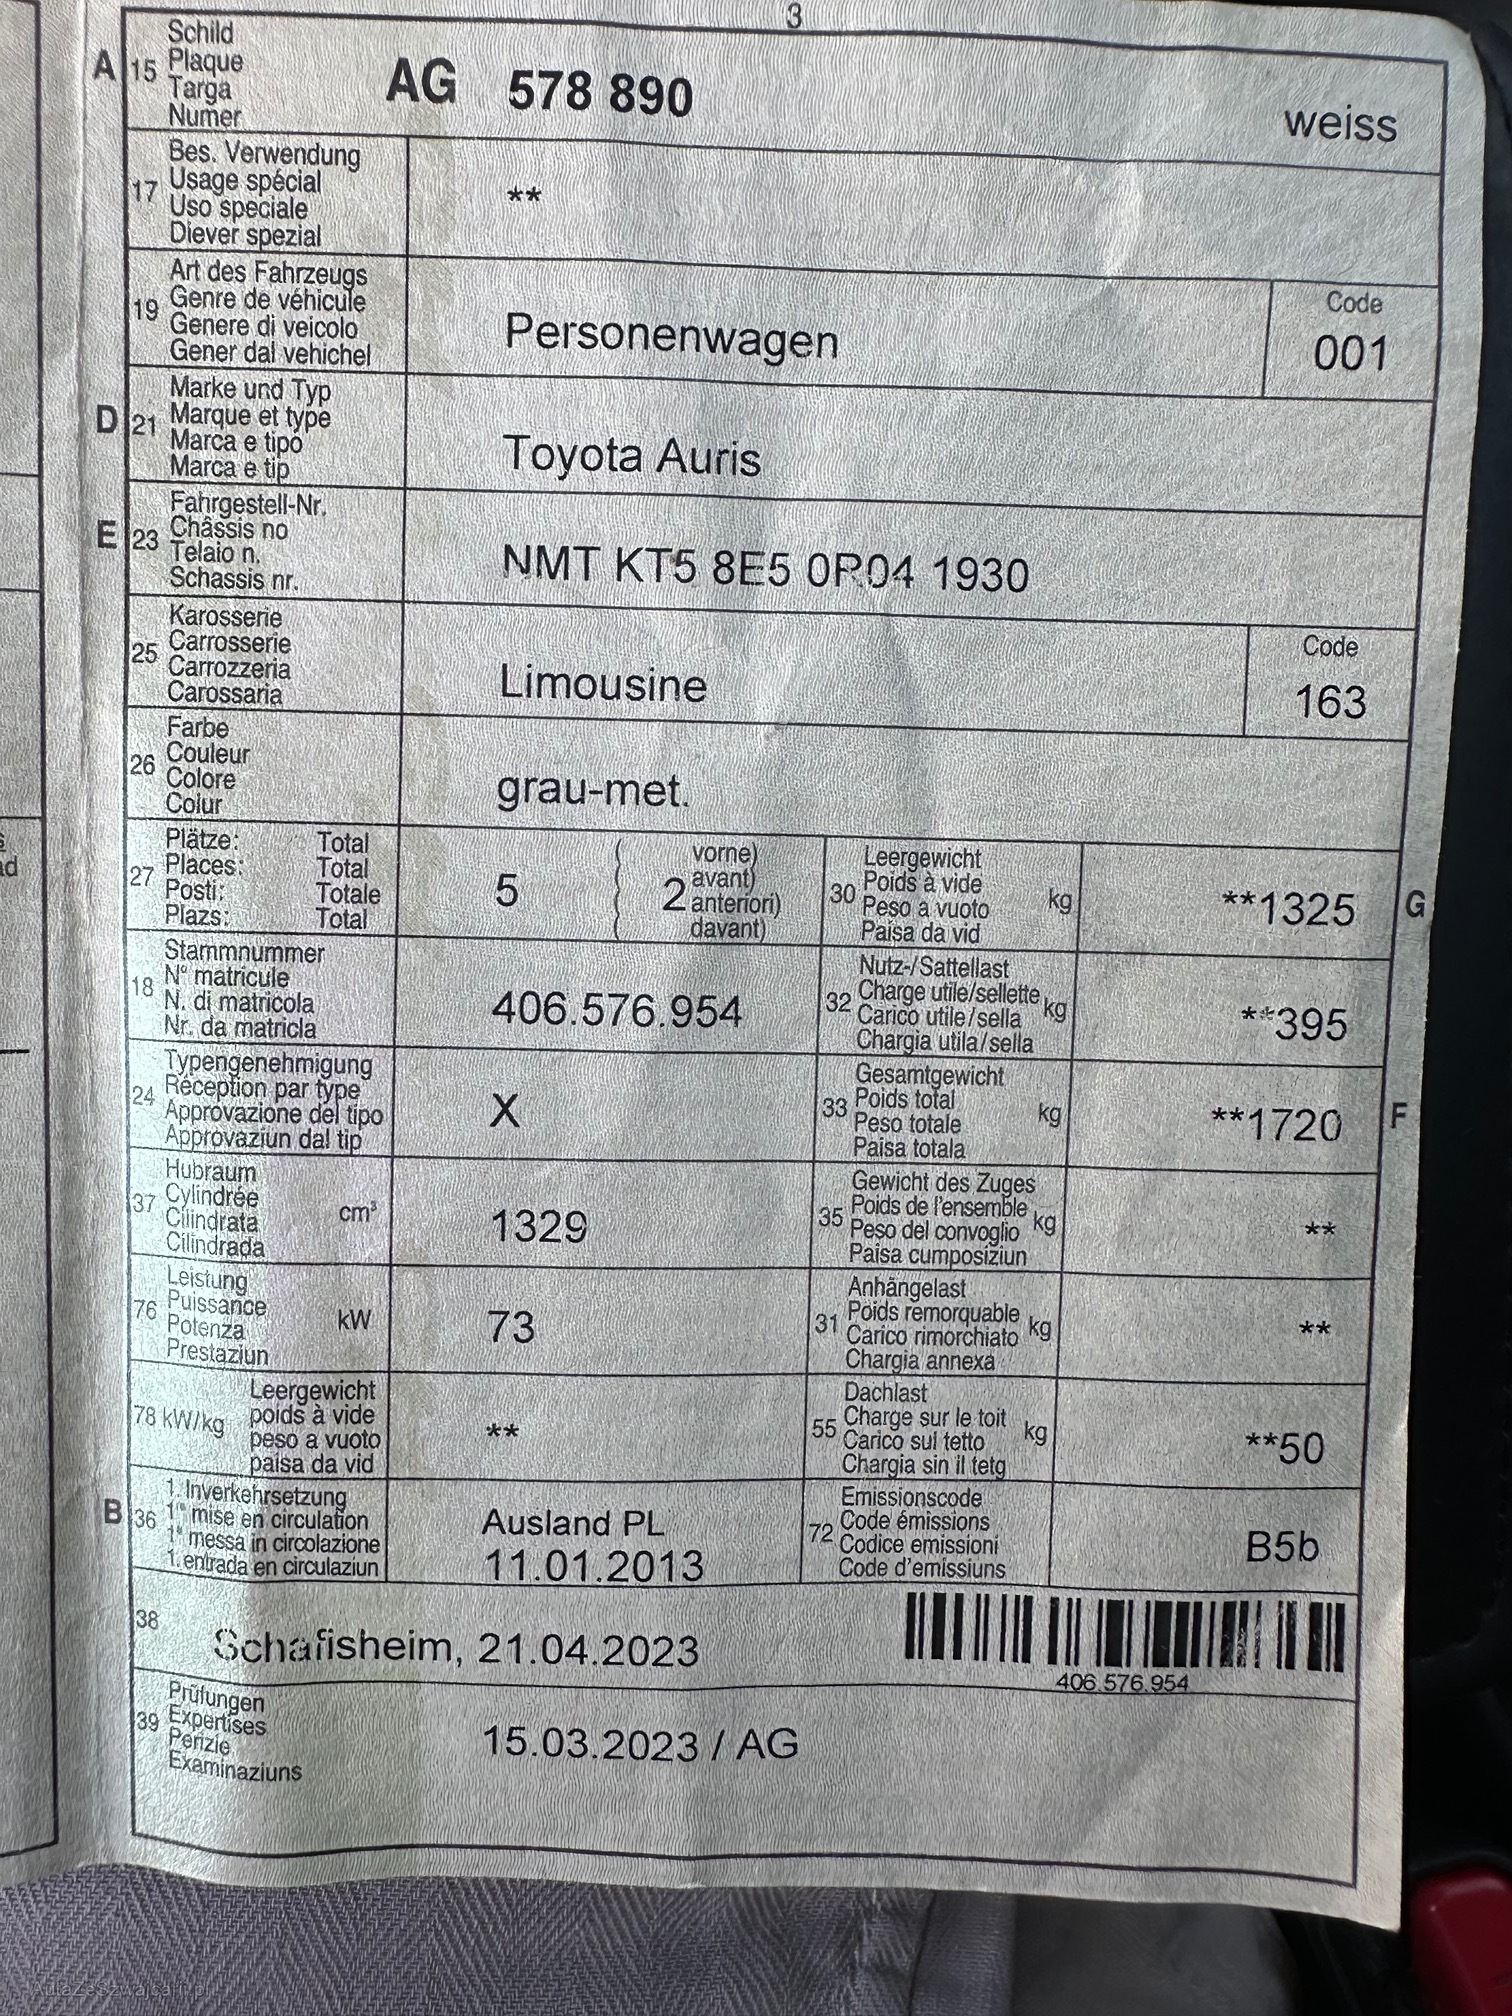 3
A 15 Schild
Plaque
Targa
Numer
AG 578 890
weiss
17 Bes. Verwendung
Usage spécial
Uso speciale
Diever spezial
**
19 Art des Fahrzeugs
Genre de véhicule
Genere di veicolo
Gener dal vehichel
Personenwagen
Code
001
D 21 Marke und Typ
Marque et type
Marca e tipo
Marca e tip
Toyota Auris
E 23 Fahrgestell-Nr.
Châssis no
Telaio n.
Schassis nr.
NMT KT5 8E5 0R04 1930
25 Karosserie
Carrosserie
Carrozzeria
Carossaria
Limousine
Code
163
26 Farbe
Couleur
Colore
Colur
grau-met.
27 Plätze: Total
Places: Total
Posti: Totale
Plazs: Total
5
2
vorne)
avant)
anteriori)
davant)
30 Leergewicht
Poids à vide
Peso a vuoto
Paisa da vid
kg
**1325
G
18 Stammnummer
N° matricule
N. di matricola
Nr. da matricla
406.576.954
32 Nutz-/Sattellast
Charge utile/sellette
Carico utile/sella
Chargia utila/sella
kg
**395
24 Typengenehmigung
Réception par type
Approvazione del tipo
Approvaziun dal tip
X
33 Gesamtgewicht
Poids total
Peso totale
Paisa totala
kg
**1720
F
37 Hubraum
Cylindrée
Cilindrata
Cilindrada
cm³
1329
35 Gewicht des Zuges
Poids de l'ensemble
Peso del convoglio
Paisa cumposiziun
kg
**
76 Leistung
Puissance
Potenza
Prestaziun
kW
73
31 Anhängelast
Poids remorquable
Carico rimorchiato
Chargia annexa
kg
**
78 kW/kg
Leergewicht
poids à vide
peso a vuoto
paisa da vid
**
55 Dachlast
Charge sur le toit
Carico sul tetto
Chargia sin il tetg
kg
**50
B 36 1. Inverkehrsetzung
1re mise en circulation
1a messa in circolazione
1. entrada en circulaziun
Ausland PL
11.01.2013
72 Emissionscode
Code émissions
Codice emissioni
Code d'emissiuns
B5b
38
Schafisheim, 21.04.2023
406.576.954
39 Prüfungen
Expertises
Perizie
Examinaziuns
15.03.2023 / AG
AutaZeSzwajcarii.pl